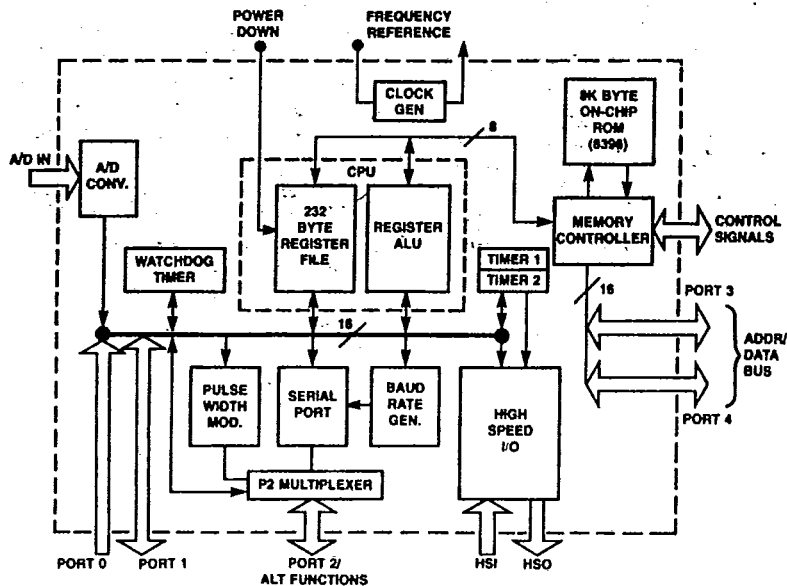 POWER
DOWN
FREQUENCY
REFERENCE
CLOCK
GEN
8K BYTE
ON-CHIP
ROM
(8396)
A/D IN
A/D
CONV.
8
CPU
232
BYTE
REGISTER
FILE
REGISTER
ALU
MEMORY
CONTROLLER
CONTROL
SIGNALS
WATCHDOG
TIMER
TIMER 1
TIMER 2
16
PORT 3
16
ADDR/
DATA
BUS
PULSE
WIDTH
MOD.
SERIAL
PORT
BAUD
RATE
GEN.
HIGH
SPEED
I/O
PORT 4
P2 MULTIPLEXER
PORT 0
PORT 1
PORT 2/
ALT FUNCTIONS
HSI
HSO